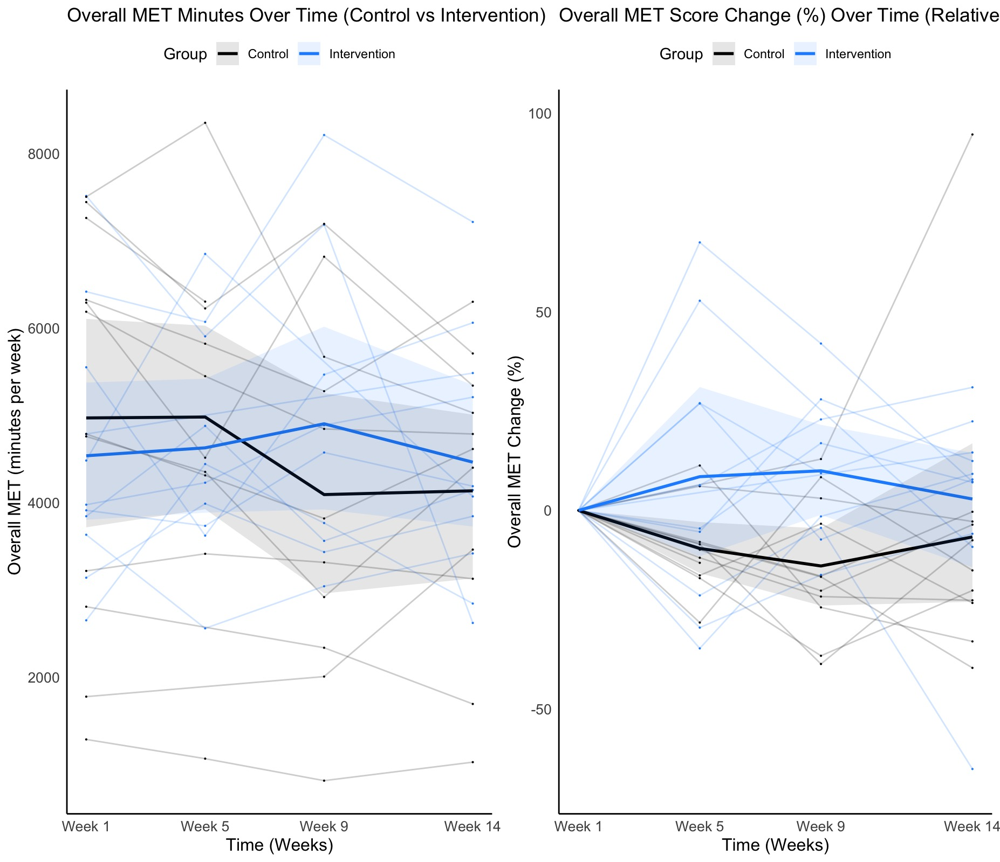 Overall MET Minutes Over Time (Control vs Intervention)
Group Control Intervention
Overall MET (minutes per week)
8000
6000
4000
2000
Week 1 Week 5 Week 9 Week 14
Time (Weeks)
Overall MET Score Change (%) Over Time (Relative
Group Control Intervention
Overall MET Change (%)
100
50
0
-50
Week 1 Week 5 Week 9 Week 14
Time (Weeks)